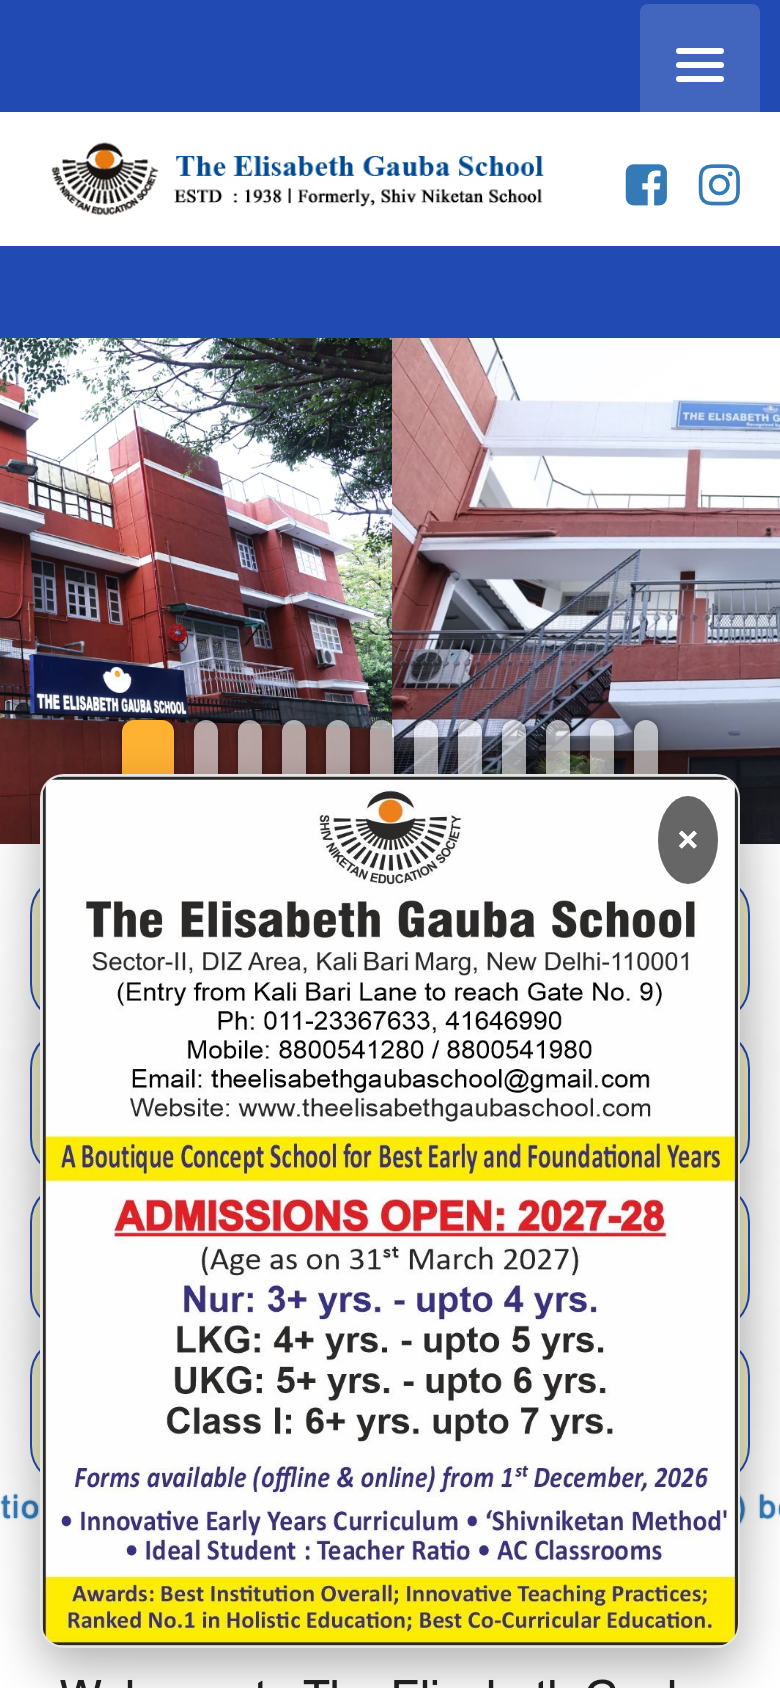 SHIV NIKETAN EDUCATION SOCIETY
The Elisabeth Gauba School
ESTD : 1938 | Formerly, Shiv Niketan School
THE ELISABETH G
THE ELISABETH GAUBA SCHOOL
SHIV NIKETAN EDUCATION SOCIETY
×
The Elisabeth Gauba School
Sector-II, DIZ Area, Kali Bari Marg, New Delhi-110001
(Entry from Kali Bari Lane to reach Gate No. 9)
Ph: 011-23367633, 41646990
Mobile: 8800541280 / 8800541980
Email: theelisabethgaubaschool@gmail.com
Website: www.theelisabethgaubaschool.com
A Boutique Concept School for Best Early and Foundational Years
ADMISSIONS OPEN: 2027-28
(Age as on 31st March 2027)
Nur: 3+ yrs. - upto 4 yrs.
LKG: 4+ yrs. - upto 5 yrs.
UKG: 5+ yrs. - upto 6 yrs.
Class I: 6+ yrs. upto 7 yrs.
Forms available (offline & online) from 1st December, 2026
• Innovative Early Years Curriculum • ‘Shivniketan Method'
• Ideal Student : Teacher Ratio • AC Classrooms
Awards: Best Institution Overall; Innovative Teaching Practices;
Ranked No.1 in Holistic Education; Best Co-Curricular Education.